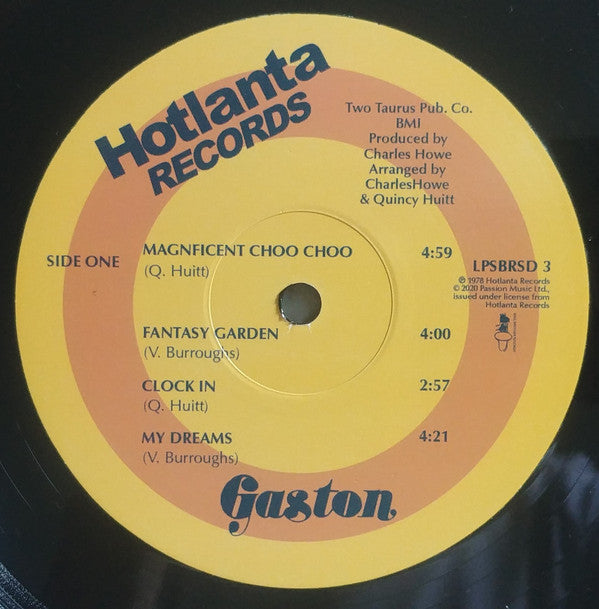 Hotlanta
RECORDS
Two Taurus Pub. Co.
BMI
Produced by
Charles Howe
Arranged by
CharlesHowe
& Quincy Huitt
SIDE ONE
MAGNFICENT CHOO CHOO 4:59
(Q. Huitt)
LPSBRSD 3
℗ 1978 Hotlanta Records
© 2020 Passion Music Ltd.,
issued under license from
Hotlanta Records
FANTASY GARDEN 4:00
(V. Burroughs)
CLOCK IN 2:57
(Q. Huitt)
MY DREAMS 4:21
(V. Burroughs)
Gaston